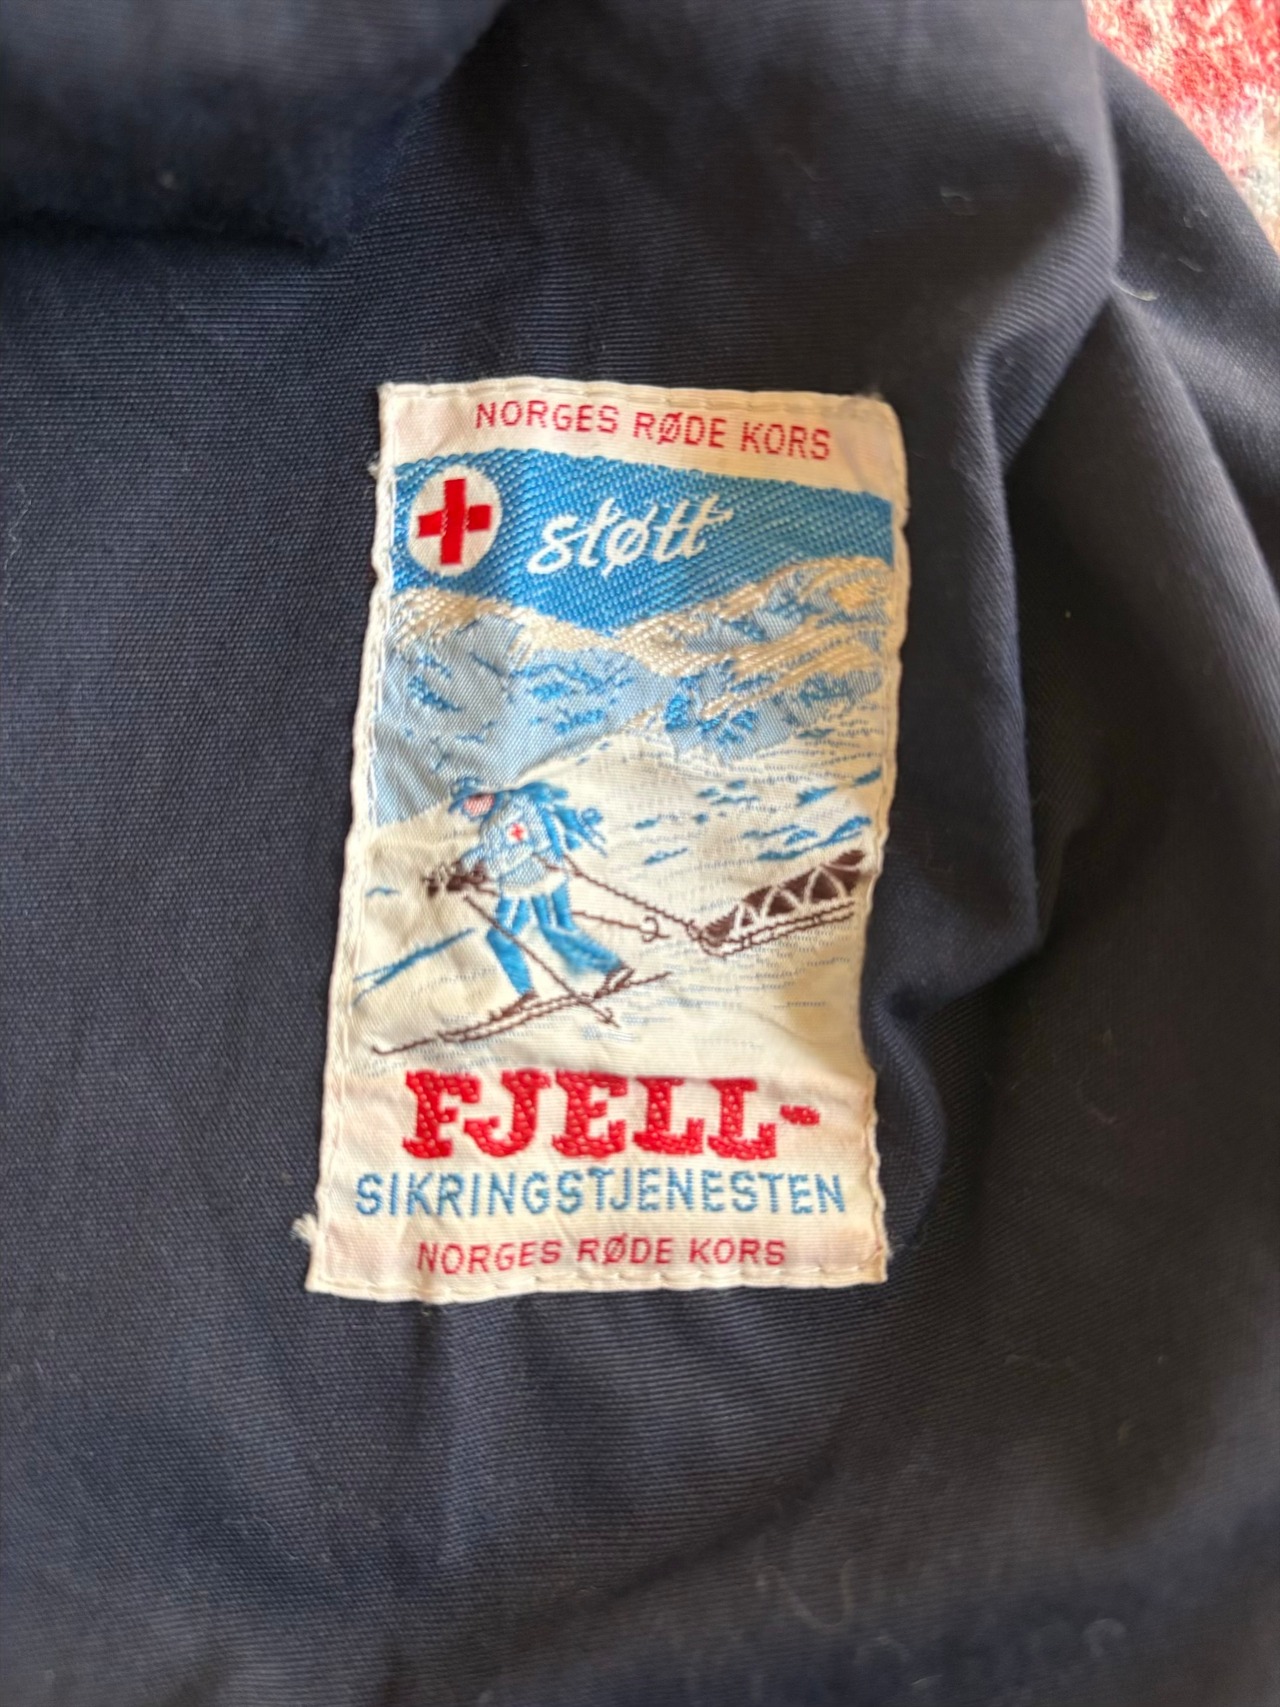 NORGES RØDE KORS
støtt
FJELL-
SIKRINGSTJENESTEN
NORGES RØDE KORS